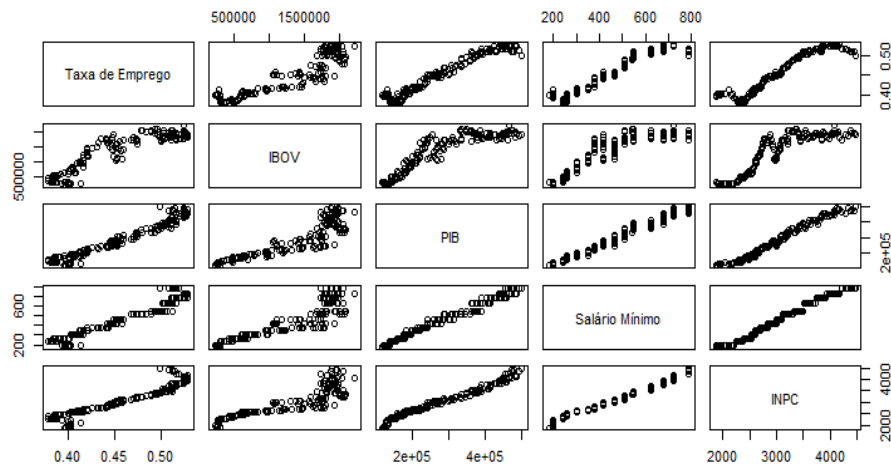 500000 1500000 200 400 600 800
Taxa de Emprego
0.40 0.50
500000
IBOV
PIB
2e+05
200 600
Salário Mínimo
INPC
2000 4000
0.40 0.45 0.50 2e+05 4e+05 2000 3000 4000